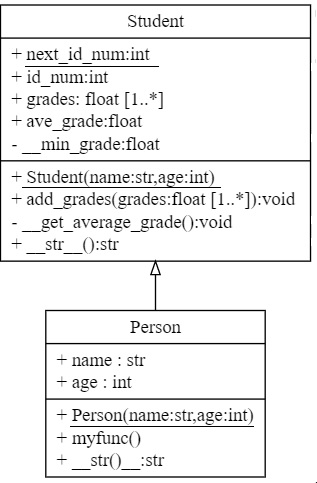 Student
+ next_id_num:int
+ id_num:int
+ grades: float [1..*]
+ ave_grade:float
- __min_grade:float
+ Student(name:str,age:int)
+ add_grades(grades:float [1..*]):void
- __get_average_grade():void
+ __str__():str
Person
+ name : str
+ age : int
+ Person(name:str,age:int)
+ myfunc()
+ __str()__:str